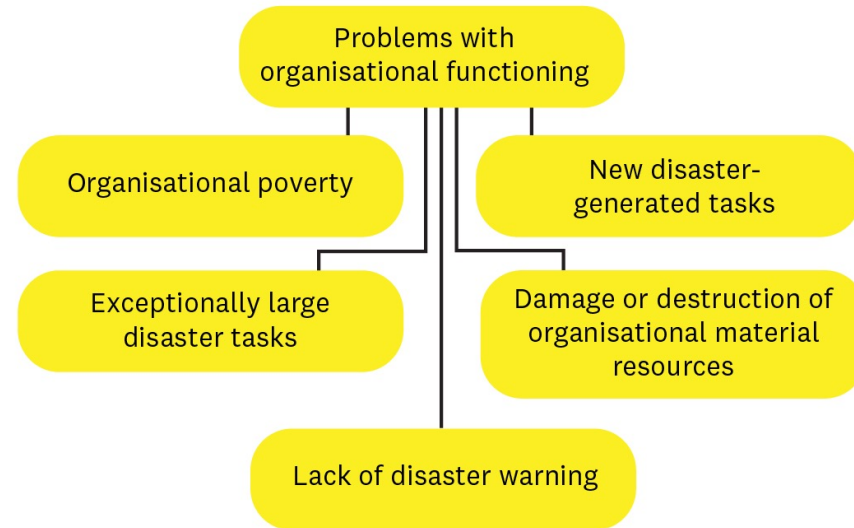 Problems with
organisational functioning
Organisational poverty
New disaster-
generated tasks
Exceptionally large
disaster tasks
Damage or destruction of
organisational material
resources
Lack of disaster warning